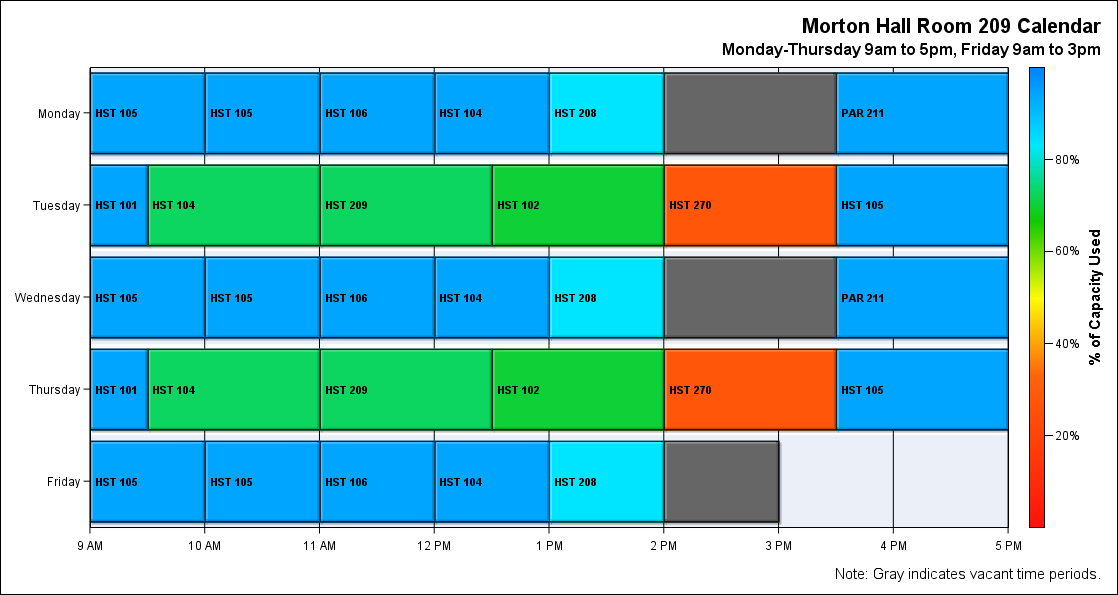 Morton Hall Room 209 Calendar
Monday-Thursday 9am to 5pm, Friday 9am to 3pm
Monday HST 105 HST 105 HST 106 HST 104 HST 208 PAR 211
Tuesday HST 101 HST 104 HST 209 HST 102 HST 270 HST 105
Wednesday HST 105 HST 105 HST 106 HST 104 HST 208 PAR 211
Thursday HST 101 HST 104 HST 209 HST 102 HST 270 HST 105
Friday HST 105 HST 105 HST 106 HST 104 HST 208
9 AM 10 AM 11 AM 12 PM 1 PM 2 PM 3 PM 4 PM 5 PM
80%
60%
40%
20%
% of Capacity Used
Note: Gray indicates vacant time periods.